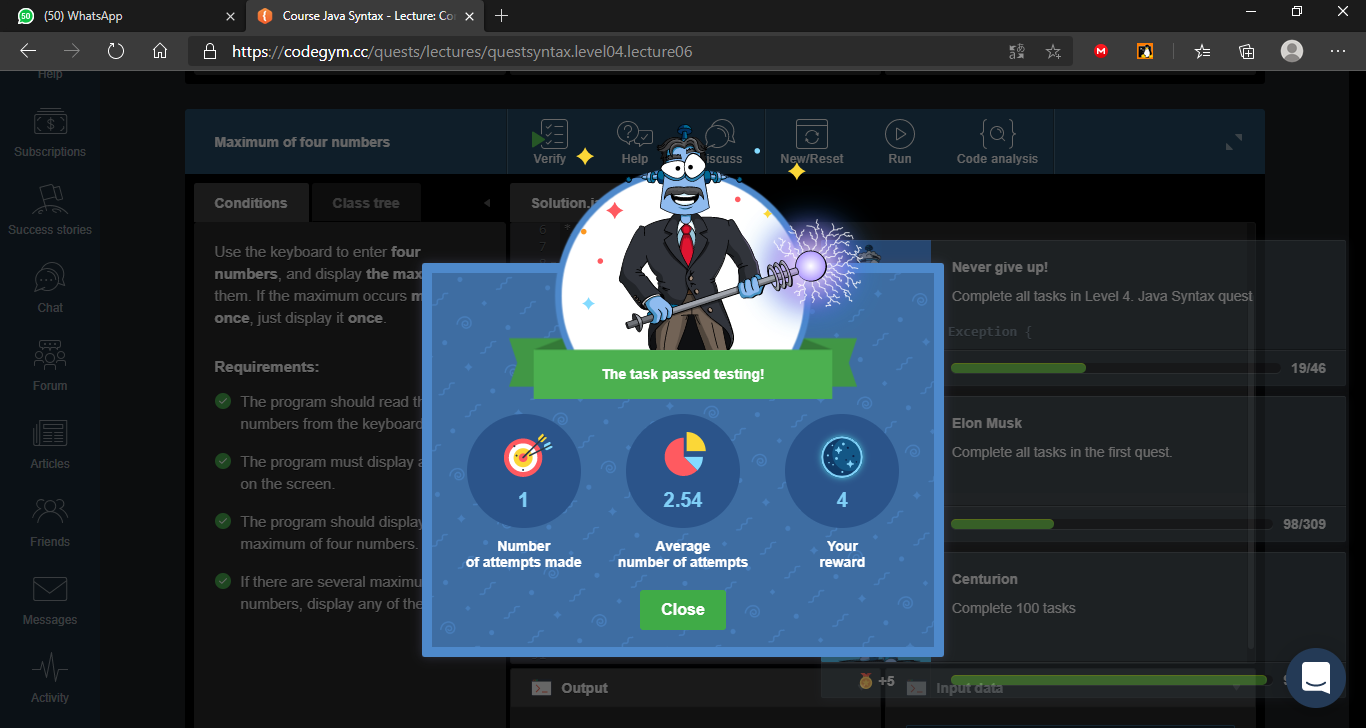 (50) WhatsApp
Course Java Syntax - Lecture: Co
https://codegym.cc/quests/lectures/questsyntax.level04.lecture06
Help
Subscriptions
Success stories
Chat
Forum
Articles
Friends
Messages
Activity
Maximum of four numbers
Verify
Help
New/Reset
Run
Code analysis
Conditions
Class tree
6
7
Use the keyboard to enter four
numbers, and display the
them. If the maximum occurs
once, just display it once.
Requirements:
The program should read
numbers from the keyboard
The program must display
on the screen.
The program should display
maximum of four numbers.
If there are several
numbers, display any of
The task passed testing!
1
Number
of attempts made
2.54
Average
number of attempts
4
Your
reward
Close
Never give up!
Complete all tasks in Level 4. Java Syntax quest
Exception {
19/46
Elon Musk
Complete all tasks in the first quest.
98/309
Centurion
Complete 100 tasks
+5
Output
Input data